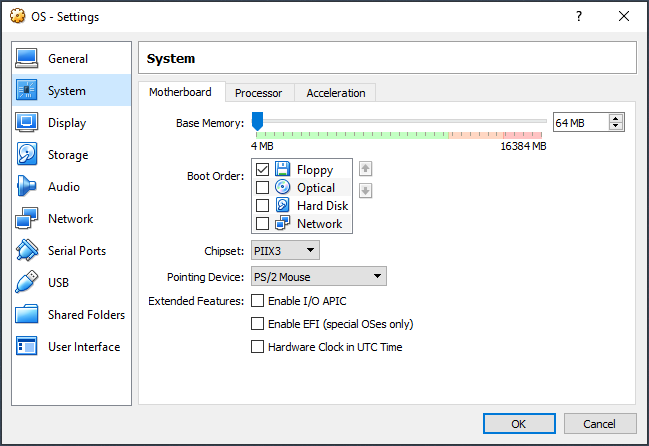 OS - Settings
?
General
System
Display
Storage
Audio
Network
Serial Ports
USB
Shared Folders
User Interface
System
Motherboard Processor Acceleration
Base Memory: 64 MB
4 MB 16384 MB
Boot Order: Floppy
Optical
Hard Disk
Network
Chipset: PIIX3
Pointing Device: PS/2 Mouse
Extended Features: Enable I/O APIC
Enable EFI (special OSes only)
Hardware Clock in UTC Time
OK Cancel